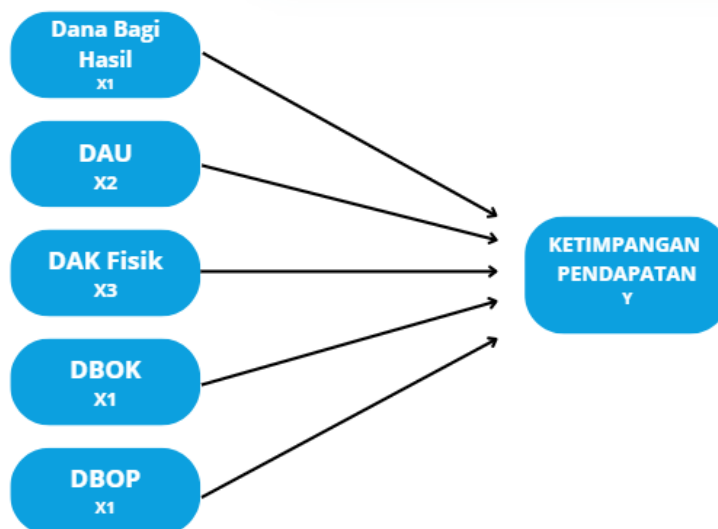 Dana Bagi
Hasil
X1
DAU
X2
DAK Fisik
X3
DBOK
X1
DBOP
X1
KETIMPANGAN
PENDAPATAN
Y